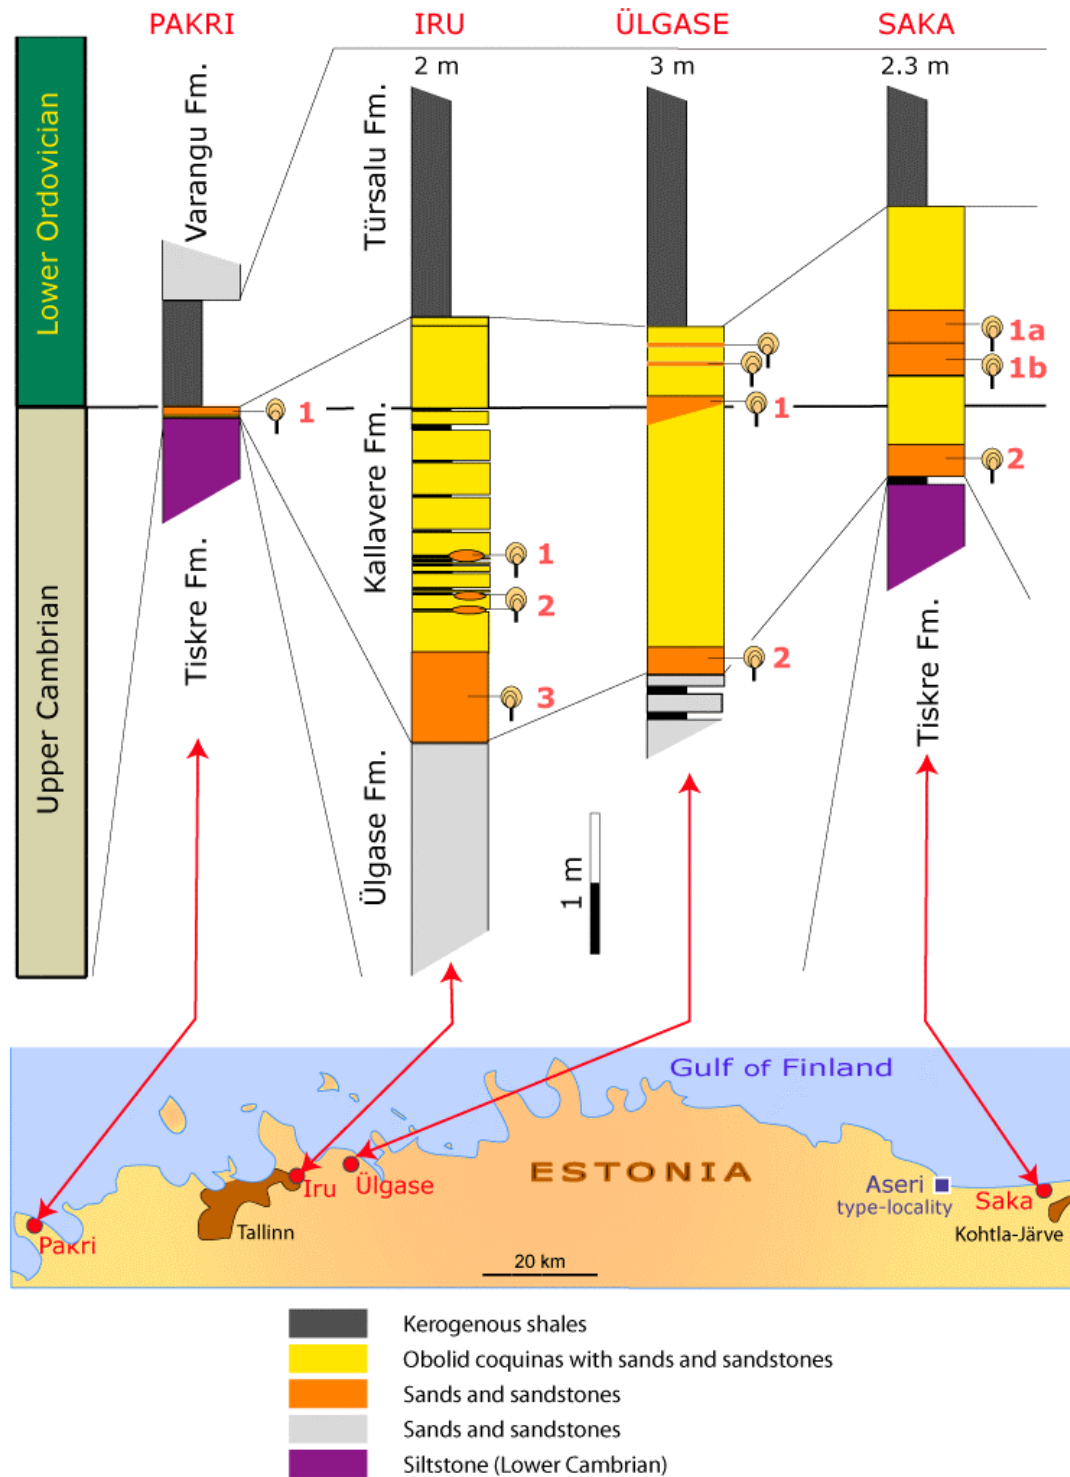 PAKRI IRU ÜLGASE SAKA
2 m 3 m 2.3 m
Lower Ordovician
Upper Cambrian
Varangu Fm.
Tiskre Fm.
Türsalu Fm.
Kallavere Fm.
Ülgase Fm.
Tiskre Fm.
1
1
2
3
1
2
1a
1b
2
1 m
Gulf of Finland
ESTONIA
Pakri
Tallinn
Iru
Ülgase
Aseri
type-locality
Saka
Kohtla-Järve
20 km
Kerogenous shales
Obolid coquinas with sands and sandstones
Sands and sandstones
Sands and sandstones
Siltstone (Lower Cambrian)